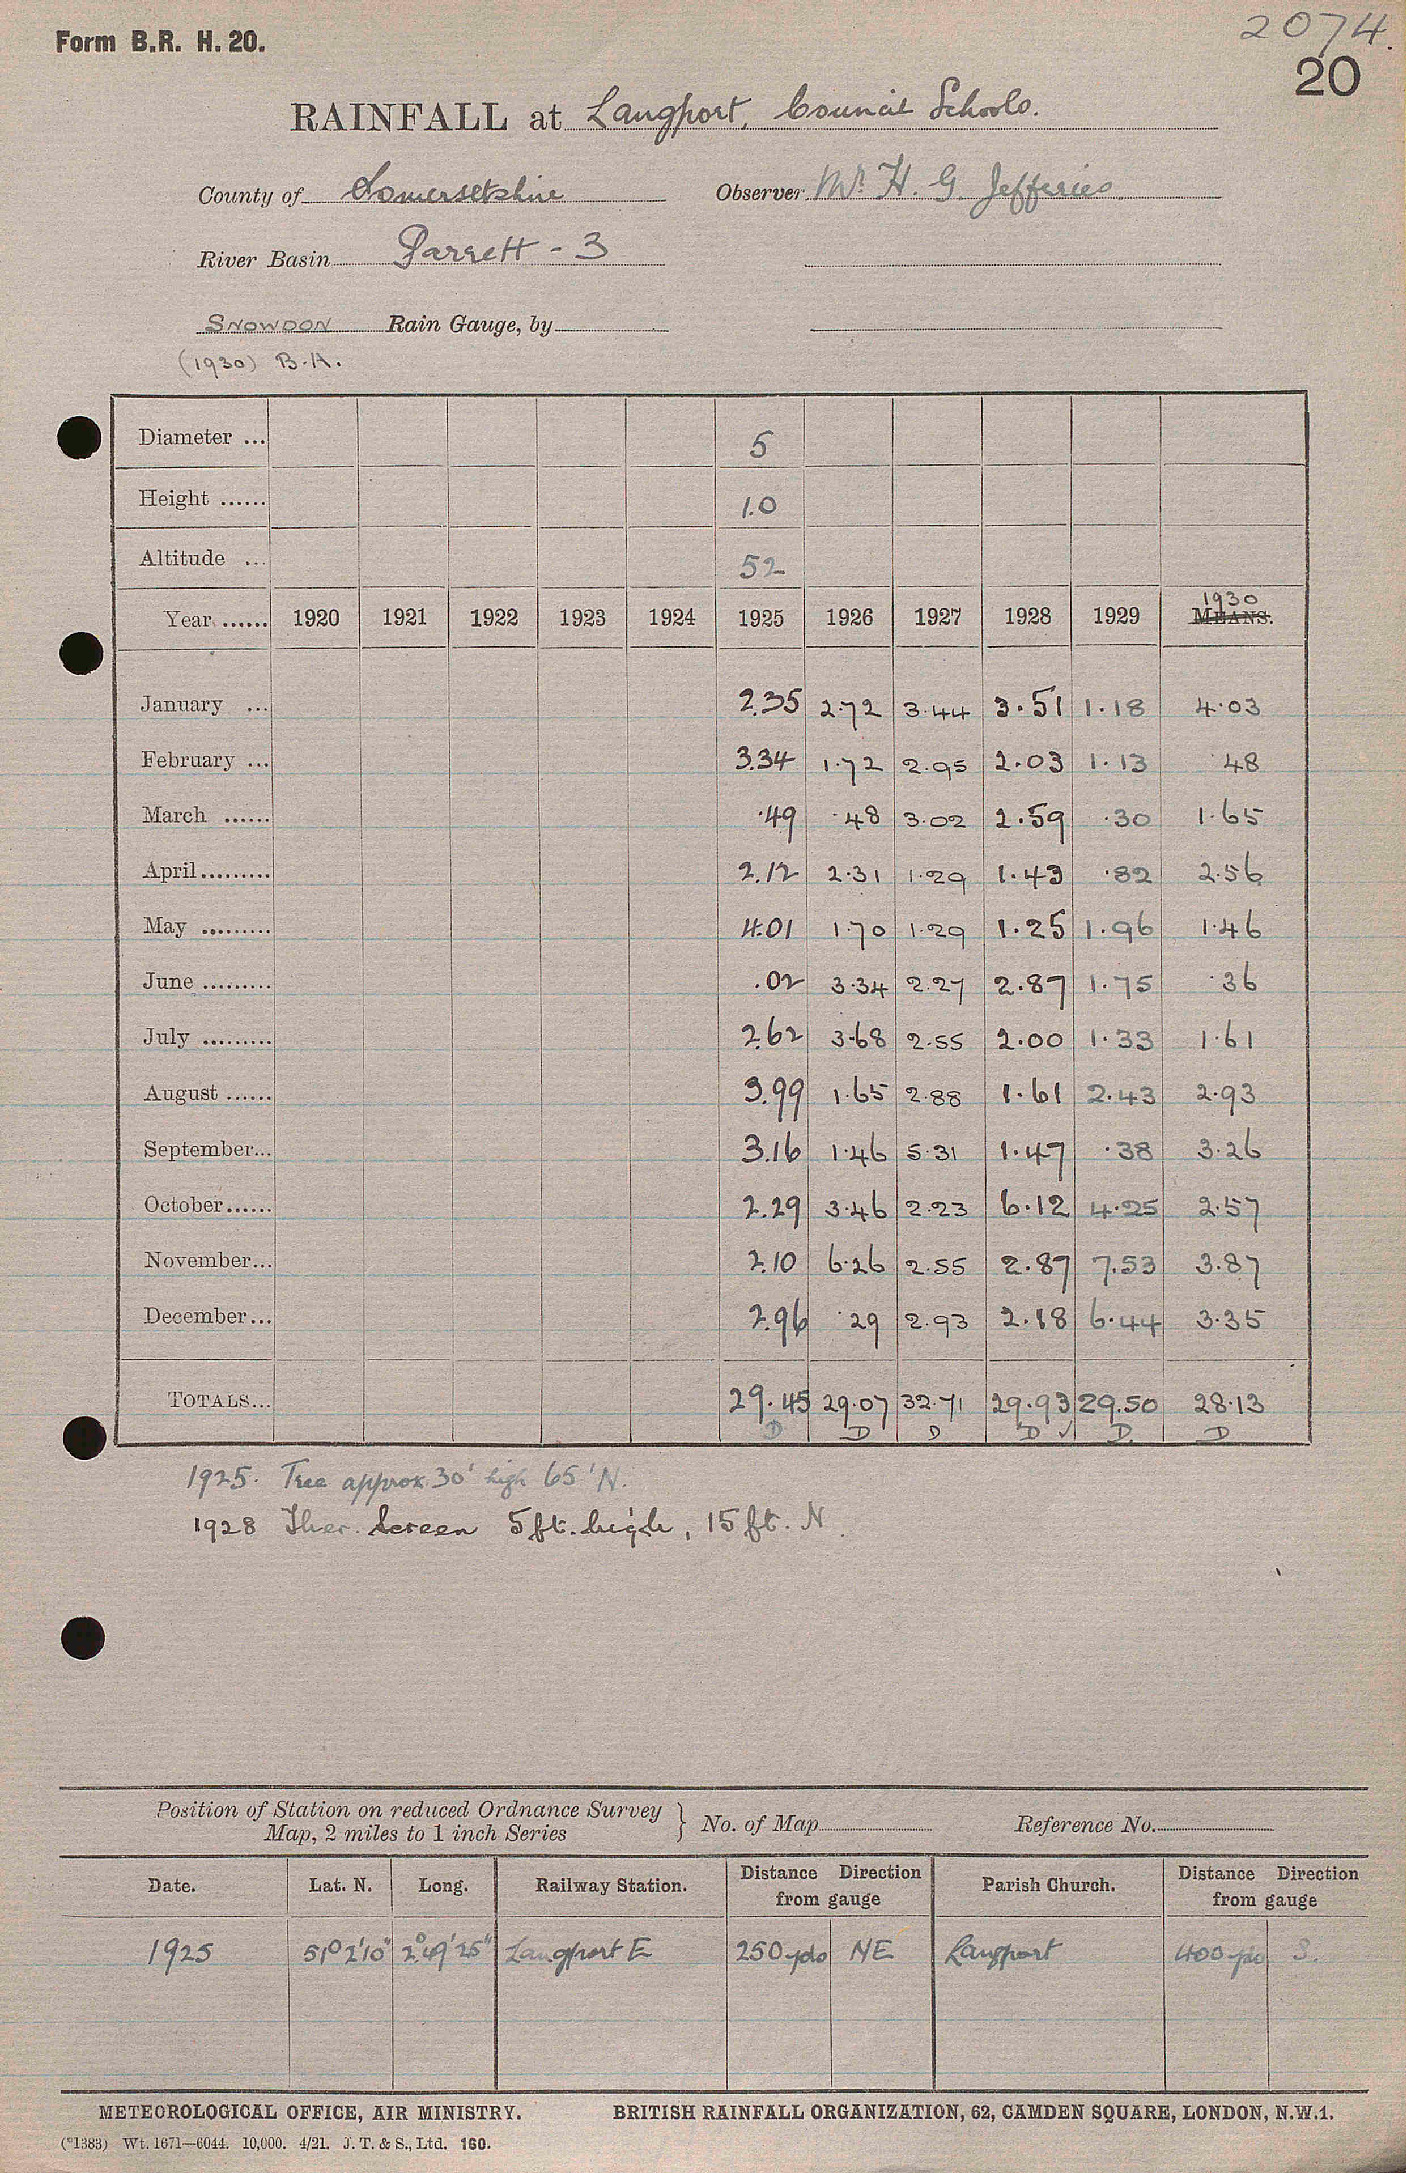 Form B.R. H. 20.
2074.
20
RAINFALL at Langport, Council Schools.
County of Somersetshire Observer Mr. H. G. Jefferies.
River Basin Parrett - 3
SNOWDON Rain Gauge, by
(1930) B.A.
Diameter ... 5
Height ...... 1.0
Altitude ... 52
1930
Year ...... 1920 1921 1922 1923 1924 1925 1926 1927 1928 1929 MEANS.
January ... 2.35 2.72 3.44 3.51 1.18 4.03
February ... 3.34 1.72 2.95 2.03 1.13 .48
March ...... .49 .48 3.02 2.59 .30 1.65
April......... 2.12 2.31 1.29 1.43 .82 2.56
May ......... 4.01 1.70 1.29 1.25 1.96 1.46
June ......... .02 3.34 2.27 2.87 1.75 .36
July ......... 2.62 3.68 2.55 2.00 1.33 1.61
August ...... 3.99 1.65 2.88 1.61 2.43 2.93
September... 3.16 1.46 5.31 1.47 .38 3.26
October...... 2.29 3.46 2.23 6.12 4.25 2.57
November... 2.10 6.26 2.55 2.87 7.53 3.87
December... 2.96 .29 2.93 2.18 6.44 3.35
TOTALS... 29.45 29.07 32.71 29.93 29.50 28.13
D D D D ✓ D. D
1925. Tree approx 30' high 65' N.
1928 Ther. Screen 5 ft. high, 15 ft. N.
Position of Station on reduced Ordnance Survey
Map, 2 miles to 1 inch Series } No. of Map Reference No.
Date. Lat. N. Long. Railway Station. Distance Direction from gauge Parish Church. Distance Direction from gauge
1925 51° 2' 10" 2° 49' 25" Langport E 250 yds NE Langport 400 yds S.
METEOROLOGICAL OFFICE, AIR MINISTRY. BRITISH RAINFALL ORGANIZATION, 62, CAMDEN SQUARE, LONDON, N.W.1.
(*1383) Wt. 1671—6044. 10,000. 4/21. J. T. & S., Ltd. 160.